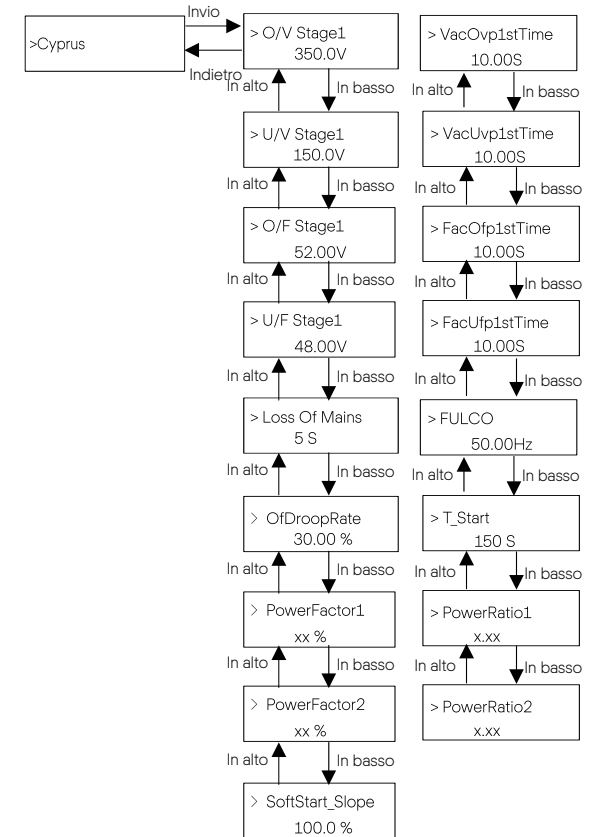 >Cyprus
Invio
Indietro
> O/V Stage1
350.0V
In alto
In basso
> U/V Stage1
150.0V
In alto
In basso
> O/F Stage1
52.00V
In alto
In basso
> U/F Stage1
48.00V
In alto
In basso
> Loss Of Mains
5 S
In alto
In basso
> OfDroopRate
30.00 %
In alto
In basso
> PowerFactor1
xx %
In alto
In basso
> PowerFactor2
xx %
In alto
In basso
> SoftStart_Slope
100.0 %
> VacOvp1stTime
10.00S
In alto
In basso
> VacUvp1stTime
10.00S
In alto
In basso
> FacOfp1stTime
10.00S
In alto
In basso
> FacUfp1stTime
10.00S
In alto
In basso
> FULCO
50.00Hz
In alto
In basso
> T_Start
150 S
In alto
In basso
> PowerRatio1
x.xx
In alto
In basso
> PowerRatio2
x.xx